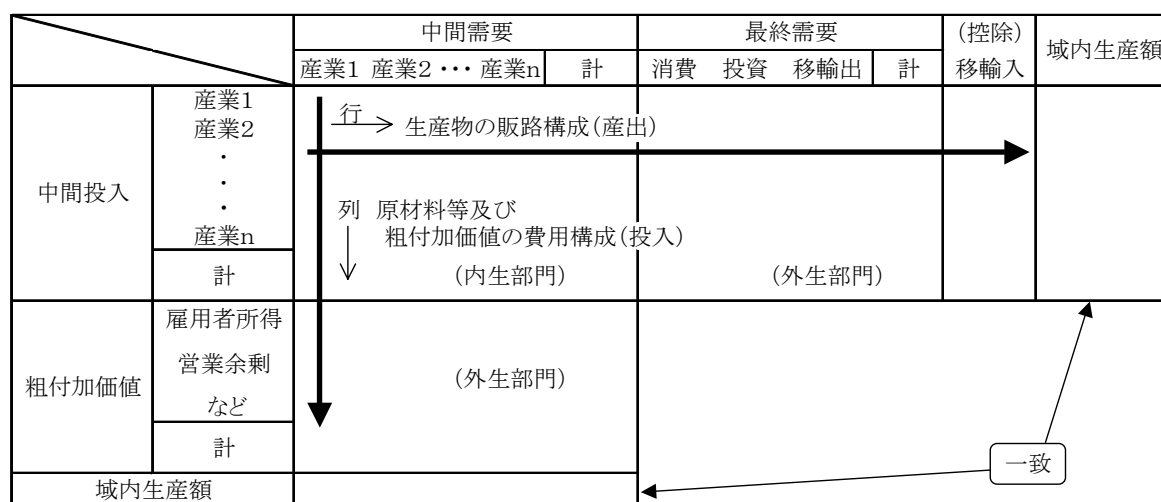 中間需要 最終需要 (控除) 移輸入 域内生産額
産業1 産業2 ・・・ 産業n 計 消費 投資 移輸出 計
中間投入
産業1
産業2
・
・
・
産業n
計
行 生産物の販路構成(産出)
列 原材料等及び
粗付加価値の費用構成(投入)
(内生部門) (外生部門)
粗付加価値
雇用者所得
営業余剰
など
計
(外生部門)
一致
域内生産額